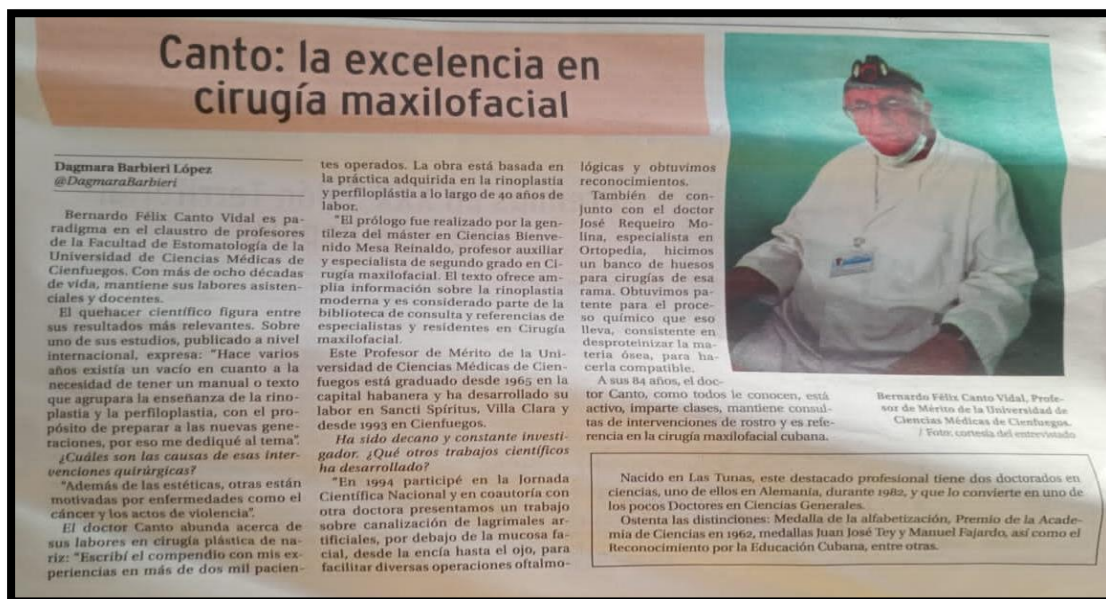 Canto: la excelencia en
cirugía maxilofacial
Dagmara Barbieri López
@DagmaraBarbieri
Bernardo Félix Canto Vidal es pa-
radigma en el claustro de profesores
de la Facultad de Estomatología de la
Universidad de Ciencias Médicas de
Cienfuegos. Con más de ocho décadas
de vida, mantiene sus labores asisten-
ciales y docentes.
El quehacer científico figura entre
sus resultados más relevantes. Sobre
uno de sus estudios, publicado a nivel
internacional, expresa: "Hace varios
años existía un vacío en cuanto a la
necesidad de tener un manual o texto
que agrupara la enseñanza de la rino-
plastia y la perfiloplastia, con el pro-
pósito de preparar a las nuevas gene-
raciones, por eso me dediqué al tema".
¿Cuáles son las causas de esas inter-
venciones quirúrgicas?
"Además de las estéticas, otras están
motivadas por enfermedades como el
cáncer y los actos de violencia".
El doctor Canto abunda acerca de
sus labores en cirugía plástica de na-
riz: "Escribí el compendio con mis ex-
periencias en más de dos mil pacien-
tes operados. La obra está basada en
la práctica adquirida en la rinoplastia
y perfiloplástia a lo largo de 40 años de
labor.
"El prólogo fue realizado por la gen-
tileza del máster en Ciencias Bienve-
nido Mesa Reinaldo, profesor auxiliar
y especialista de segundo grado en Ci-
rugía maxilofacial. El texto ofrece am-
plia información sobre la rinoplastia
moderna y es considerado parte de la
biblioteca de consulta y referencias de
especialistas y residentes en Cirugía
maxilofacial.
Este Profesor de Mérito de la Uni-
versidad de Ciencias Médicas de Cien-
fuegos está graduado desde 1965 en la
capital habanera y ha desarrollado su
labor en Sancti Spíritus, Villa Clara y
desde 1993 en Cienfuegos.
Ha sido decano y constante investi-
gador. ¿Qué otros trabajos científicos
ha desarrollado?
"En 1994 participé en la Jornada
Científica Nacional y en coautoría con
otra doctora presentamos un trabajo
sobre canalización de lagrimales ar-
tificiales, por debajo de la mucosa fa-
cial, desde la encía hasta el ojo, para
facilitar diversas operaciones oftalmo-
lógicas y obtuvimos
reconocimientos.
También de con-
junto con el doctor
José Requeiro Mo-
lina, especialista en
Ortopedia, hicimos
un banco de huesos
para cirugías de esa
rama. Obtuvimos pa-
tente para el proce-
so químico que eso
lleva, consistente en
desproteinizar la ma-
teria ósea, para ha-
cerla compatible.
A sus 84 años, el doc-
tor Canto, como todos le conocen, está
activo, imparte clases, mantiene consul-
tas de intervenciones de rostro y es refe-
rencia en la cirugía maxilofacial cubana.
Bernardo Félix Canto Vidal, Profe-
sor de Mérito de la Universidad de
Ciencias Médicas de Cienfuegos.
/ Foto: cortesía del entrevistado
Nacido en Las Tunas, este destacado profesional tiene dos doctorados en
ciencias, uno de ellos en Alemania, durante 1982, y que lo convierte en uno de
los pocos Doctores en Ciencias Generales.
Ostenta las distinciones: Medalla de la alfabetización, Premio de la Acade-
mia de Ciencias en 1962, medallas Juan José Tey y Manuel Fajardo, así como el
Reconocimiento por la Educación Cubana, entre otras.